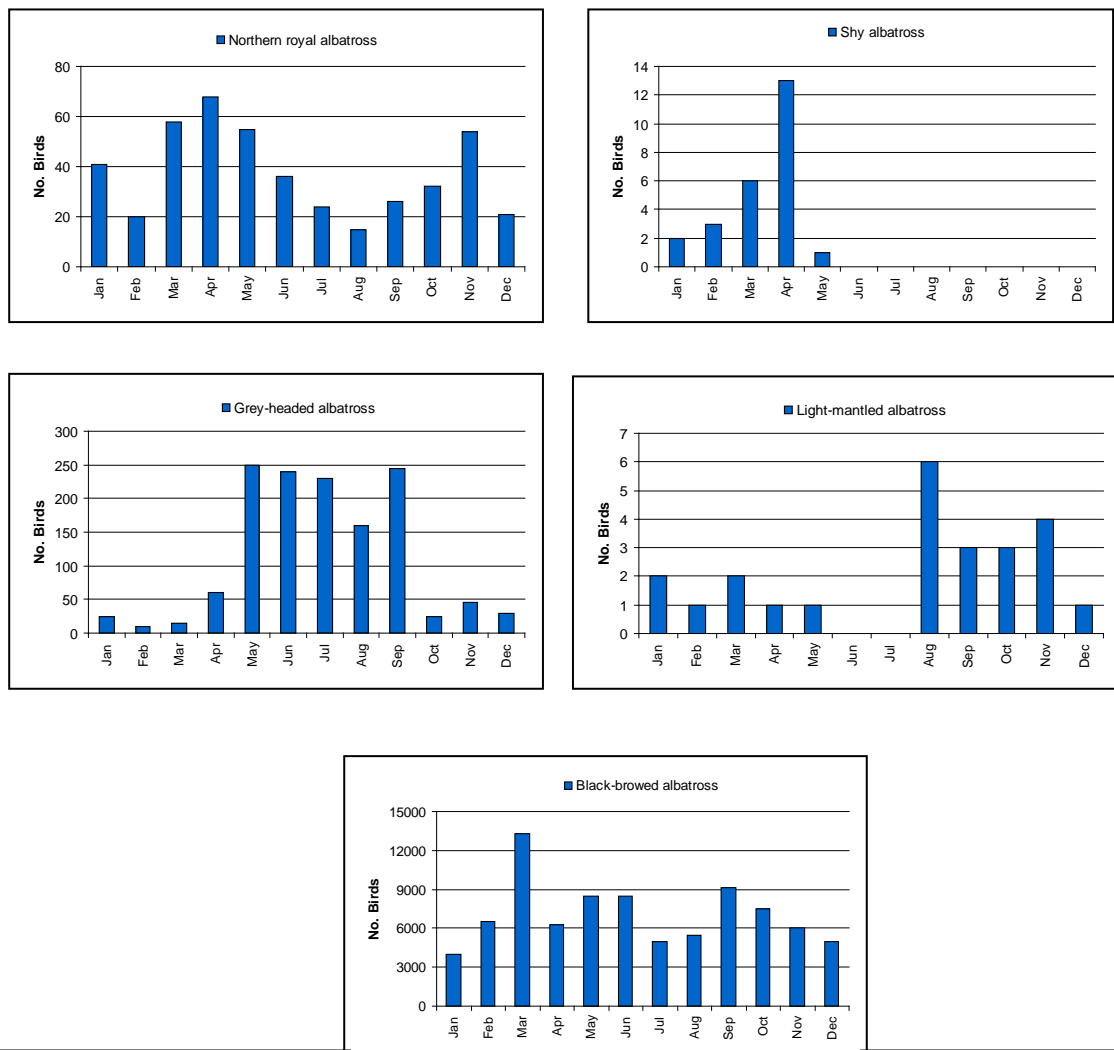 Northern royal albatross
80
60
40
20
0
No. Birds
Jan Feb Mar Apr May Jun Jul Aug Sep Oct Nov Dec
Shy albatross
14
12
10
8
6
4
2
0
No. Birds
Jan Feb Mar Apr May Jun Jul Aug Sep Oct Nov Dec
Grey-headed albatross
300
250
200
150
100
50
0
No. Birds
Jan Feb Mar Apr May Jun Jul Aug Sep Oct Nov Dec
Light-mantled albatross
7
6
5
4
3
2
1
0
No. Birds
Jan Feb Mar Apr May Jun Jul Aug Sep Oct Nov Dec
Black-browed albatross
15000
12000
9000
6000
3000
0
No. Birds
Jan Feb Mar Apr May Jun Jul Aug Sep Oct Nov Dec